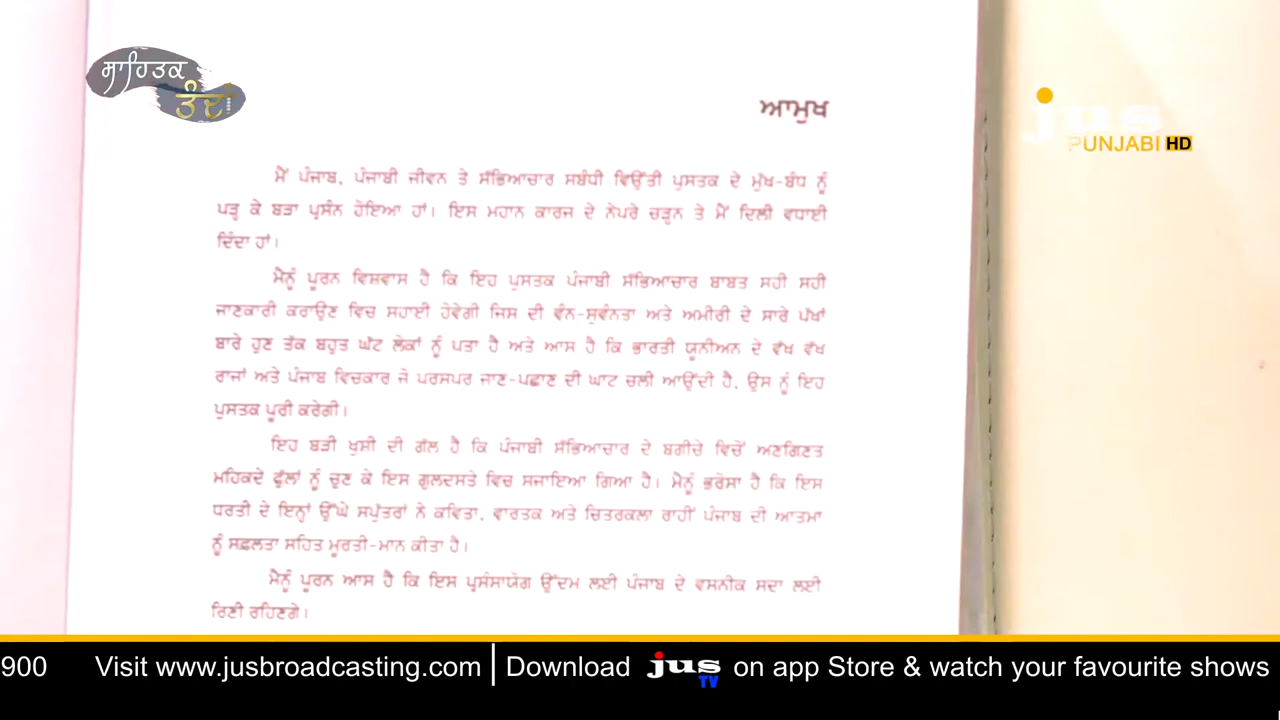 ਸਾਹਿਤਕ
ਤੰਦਾਂ
jus
PUNJABI HD
ਆਮੁਖ
ਮੈਂ ਪੰਜਾਬ, ਪੰਜਾਬੀ ਜੀਵਨ ਤੇ ਸੱਭਿਆਚਾਰ ਸਬੰਧੀ ਵਿਉਂਤੀ ਪੁਸਤਕ ਦੇ ਮੁੱਖ-ਬੰਧ ਨੂੰ
ਪੜ੍ਹ ਕੇ ਬੜਾ ਪ੍ਰਸੰਨ ਹੋਇਆ ਹਾਂ। ਇਸ ਮਹਾਨ ਕਾਰਜ ਦੇ ਨੇਪਰੇ ਚੜ੍ਹਨ ਤੇ ਮੈਂ ਦਿਲੀ ਵਧਾਈ
ਦਿੰਦਾ ਹਾਂ।
ਮੈਨੂੰ ਪੂਰਨ ਵਿਸ਼ਵਾਸ ਹੈ ਕਿ ਇਹ ਪੁਸਤਕ ਪੰਜਾਬੀ ਸੱਭਿਆਚਾਰ ਬਾਬਤ ਸਹੀ ਸਹੀ
ਜਾਣਕਾਰੀ ਕਰਾਉਣ ਵਿਚ ਸਹਾਈ ਹੋਵੇਗੀ ਜਿਸ ਦੀ ਵੰਨ-ਸੁਵੰਨਤਾ ਅਤੇ ਅਮੀਰੀ ਦੇ ਸਾਰੇ ਪੱਖਾਂ
ਬਾਰੇ ਹੁਣ ਤੱਕ ਬਹੁਤ ਘੱਟ ਲੋਕਾਂ ਨੂੰ ਪਤਾ ਹੈ ਅਤੇ ਆਸ ਹੈ ਕਿ ਭਾਰਤੀ ਯੂਨੀਅਨ ਦੇ ਵੱਖ ਵੱਖ
ਰਾਜਾਂ ਅਤੇ ਪੰਜਾਬ ਵਿਚਕਾਰ ਜੋ ਪਰਸਪਰ ਜਾਣ-ਪਛਾਣ ਦੀ ਘਾਟ ਚਲੀ ਆਉਂਦੀ ਹੈ, ਉਸ ਨੂੰ ਇਹ
ਪੁਸਤਕ ਪੂਰੀ ਕਰੇਗੀ।
ਇਹ ਬੜੀ ਖੁਸ਼ੀ ਦੀ ਗੱਲ ਹੈ ਕਿ ਪੰਜਾਬੀ ਸੱਭਿਆਚਾਰ ਦੇ ਬਗੀਚੇ ਵਿਚੋਂ ਅਣਗਿਣਤ
ਮਹਿਕਦੇ ਫੁੱਲਾਂ ਨੂੰ ਚੁਣ ਕੇ ਇਸ ਗੁਲਦਸਤੇ ਵਿਚ ਸਜਾਇਆ ਗਿਆ ਹੈ। ਮੈਨੂੰ ਭਰੋਸਾ ਹੈ ਕਿ ਇਸ
ਧਰਤੀ ਦੇ ਇਨ੍ਹਾਂ ਉੱਘੇ ਸਪੁੱਤਰਾਂ ਨੇ ਕਵਿਤਾ, ਵਾਰਤਕ ਅਤੇ ਚਿਤਰਕਲਾ ਰਾਹੀਂ ਪੰਜਾਬ ਦੀ ਆਤਮਾ
ਨੂੰ ਸਫ਼ਲਤਾ ਸਹਿਤ ਮੂਰਤੀ-ਮਾਨ ਕੀਤਾ ਹੈ।
ਮੈਨੂੰ ਪੂਰਨ ਆਸ ਹੈ ਕਿ ਇਸ ਪ੍ਰਸੰਸਾਯੋਗ ਉੱਦਮ ਲਈ ਪੰਜਾਬ ਦੇ ਵਸਨੀਕ ਸਦਾ ਲਈ
ਰਿਣੀ ਰਹਿਣਗੇ।
900 Visit www.jusbroadcasting.com | Download jus TV on app Store & watch your favourite shows